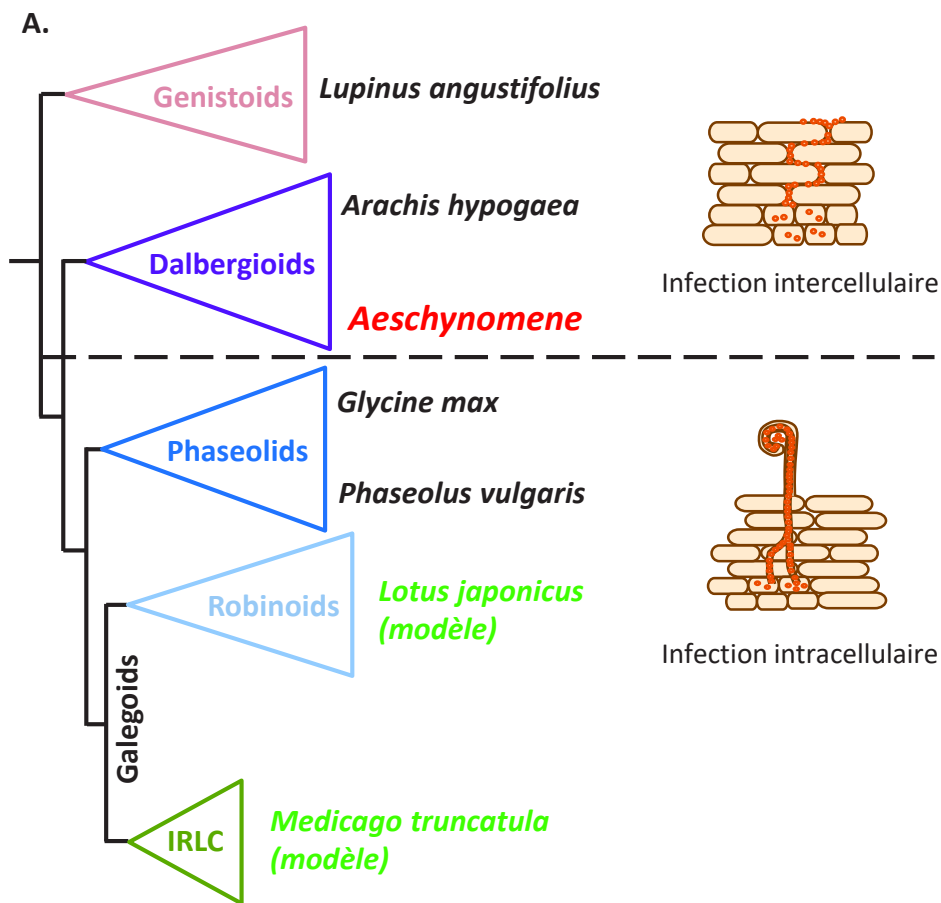 A.
Genistoids
Lupinus angustifolius
Arachis hypogaea
Dalbergioids
Infection intercellulaire
Aeschynomene
Glycine max
Phaseolids
Phaseolus vulgaris
Robinoids
Lotus japonicus
(modèle)
Infection intracellulaire
Galegoids
IRLC
Medicago truncatula
(modèle)